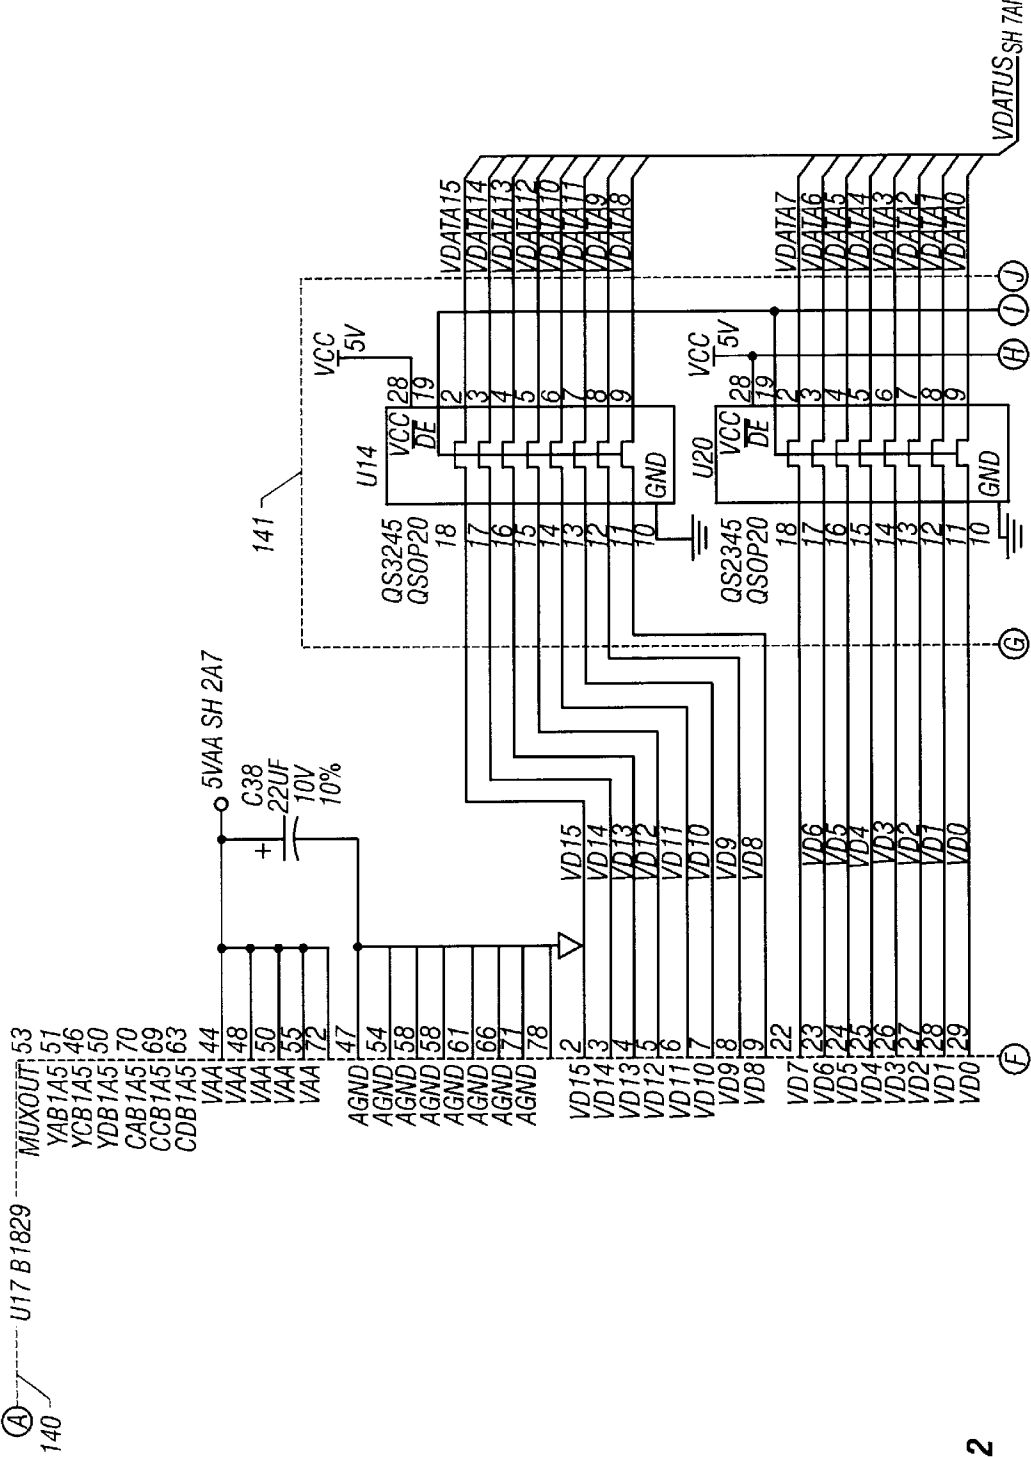 A
U17 B1829
140
MUXOUT 53
YAB1A5 51
YCB1A5 46
YDB1A5 50
CAB1A5 70
CCB1A5 69
CDB1A5 63
VAA 44
VAA 48
VAA 50
VAA 55
VAA 72
AGND 47
AGND 54
AGND 58
AGND 58
AGND 61
AGND 66
AGND 71
AGND 78
VD15 2
VD14 3
VD13 4
VD12 5
VD11 6
VD10 7
VD9 8
VD8 9
VD7 22
VD6 23
VD5 24
VD4 25
VD3 26
VD2 27
VD1 28
VD0 29
F
5VAA SH 2A7
C38
22UF
10V
10%
+
VD15
VD14
VD13
VD12
VD11
VD10
VD9
VD8
VD6
VD5
VD4
VD3
VD2
VD1
VD0
141
G
QS3245
QSOP20
U14
18
17
16
15
14
13
12
11
10
VCC
DE
GND
28
19
2
3
4
5
6
7
8
9
VCC
5V
QS2345
QSOP20
U20
18
17
16
15
14
13
12
11
10
VCC
DE
GND
28
19
2
3
4
5
6
7
8
9
VCC
5V
H
I
J
VDATA15
VDATA14
VDATA13
VDATA12
VDATA10
VDATA11
VDATA9
VDATA8
VDATA7
VDATA6
VDATA5
VDATA4
VDATA3
VDATA2
VDATA1
VDATA0
VDATUS SH
2